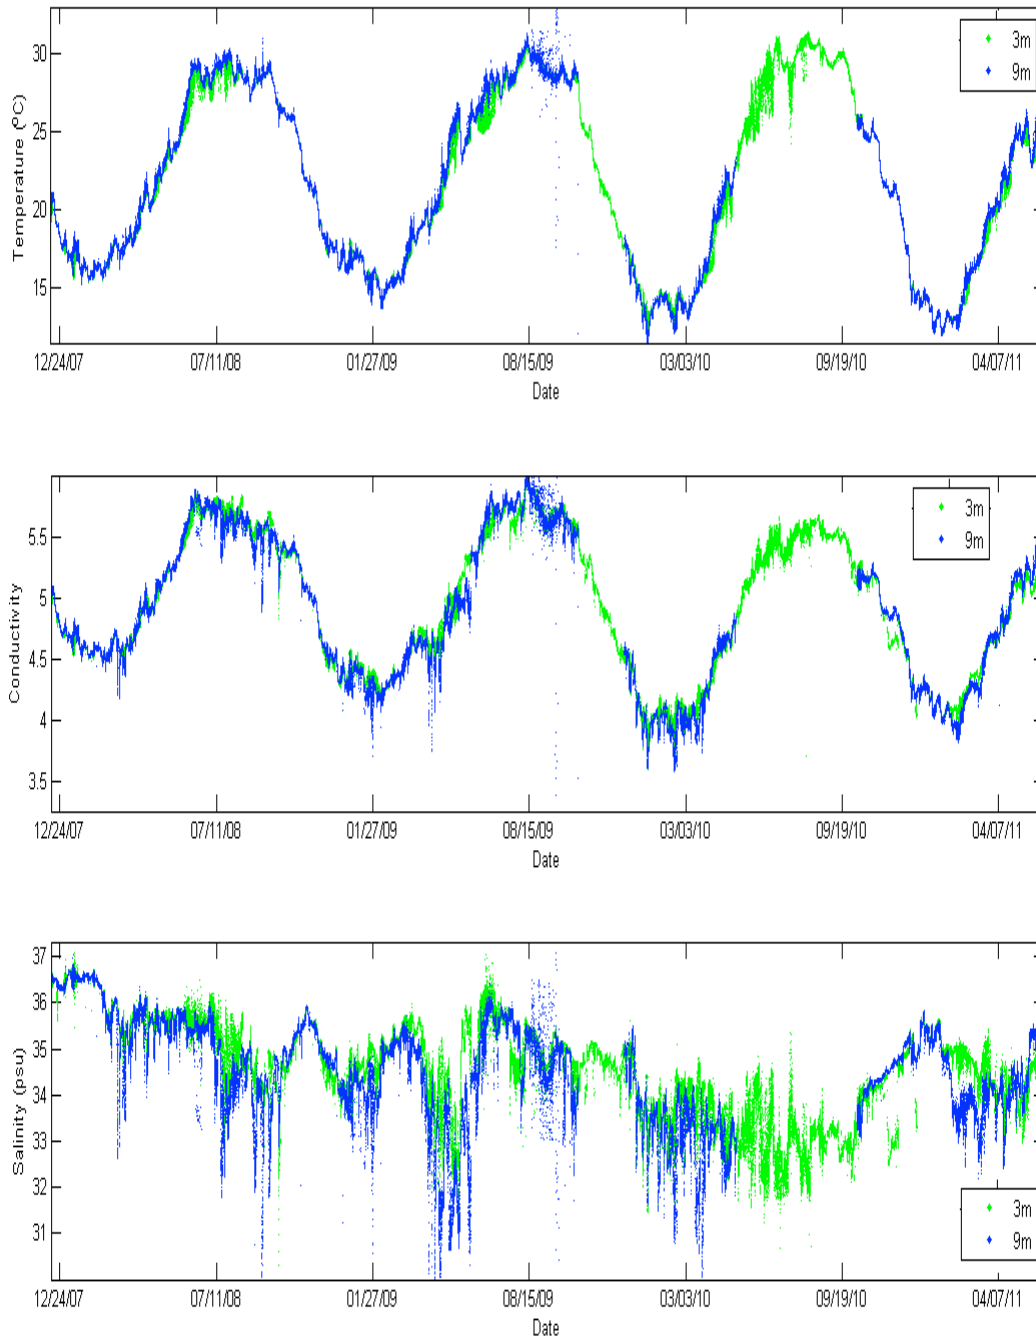 30
25
20
15
Temperature (ºC)
3m
9m
12/24/07 07/11/08 01/27/09 08/15/09 03/03/10 09/19/10 04/07/11
Date
5.5
5
4.5
4
3.5
Conductivity
3m
9m
12/24/07 07/11/08 01/27/09 08/15/09 03/03/10 09/19/10 04/07/11
Date
37
36
35
34
33
32
31
Salinity (psu)
3m
9m
12/24/07 07/11/08 01/27/09 08/15/09 03/03/10 09/19/10 04/07/11
Date